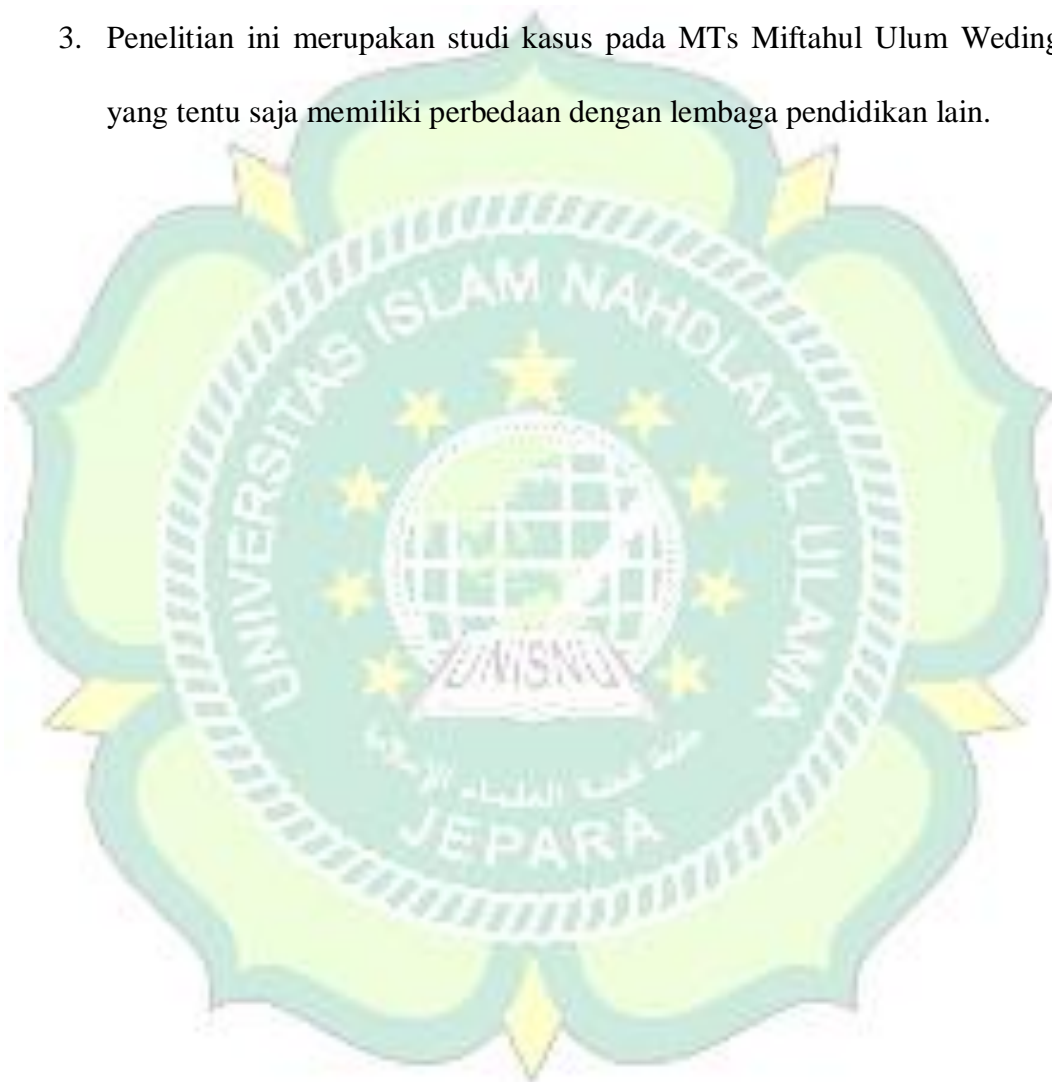 3. Penelitian ini merupakan studi kasus pada MTs Miftahul Ulum Weding
yang tentu saja memiliki perbedaan dengan lembaga pendidikan lain.
UNIVERSITAS ISLAM NAHDLATUL ULAMA
UNISNU
JEPARA